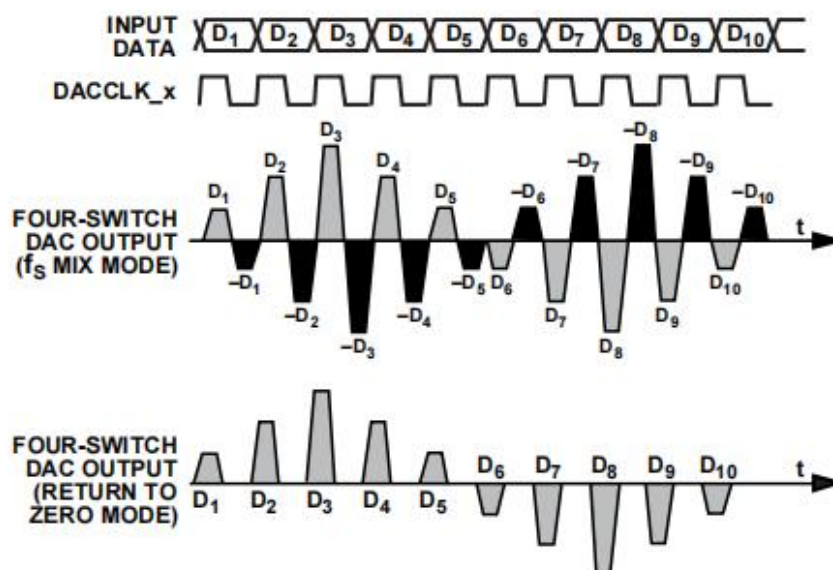 INPUT DATA
D1 D2 D3 D4 D5 D6 D7 D8 D9 D10
DACCLK_x
FOUR-SWITCH
DAC OUTPUT
(fS MIX MODE)
D1 D2 D3 D4 D5 –D6 –D7 –D8 –D9 –D10
t
–D1 –D2 –D3 –D4 –D5 D6 D7 D8 D9 D10
FOUR-SWITCH
DAC OUTPUT
(RETURN TO
ZERO MODE)
D6 D7 D8 D9 D10
t
D1 D2 D3 D4 D5